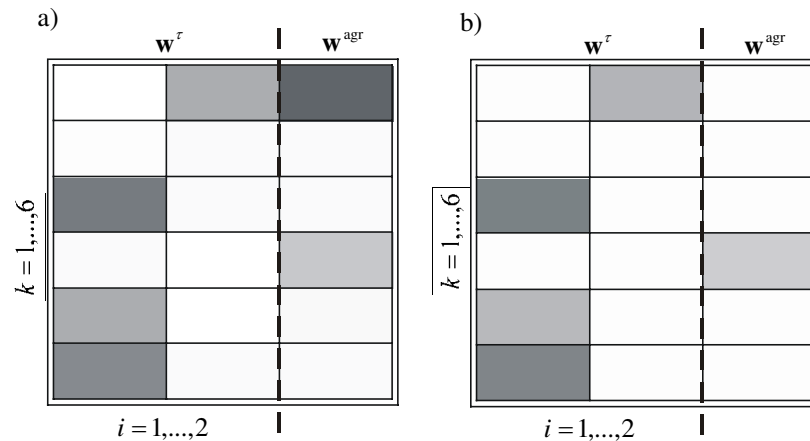 a)
w^τ w^agr
k = 1,...,6
i = 1,...,2
b)
w^τ w^agr
k = 1,...,6
i = 1,...,2